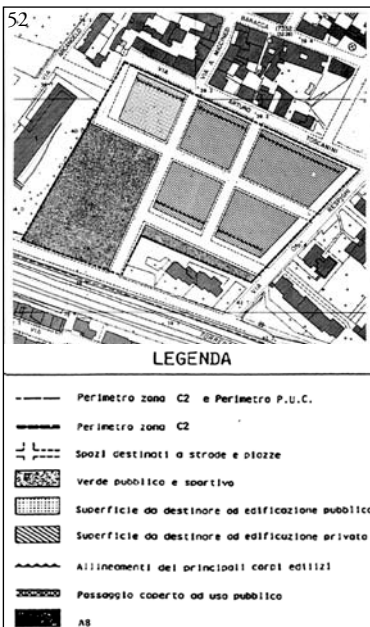 52
BARACCA
VIA
VIA A.
ARTURO
TOSCANINI
VIA
VIA
LEGENDA
Perimetro zona C2 e Perimetro P.U.C.
Perimetro zona C2
Spazi destinati a strade e piazze
Verde pubblico e sportivo
Superficie da destinare ad edificazione pubblica
Superficie da destinare ad edificazione privata
Allineamenti dei principali corpi edilizi
Passaggio coperto ad uso pubblico